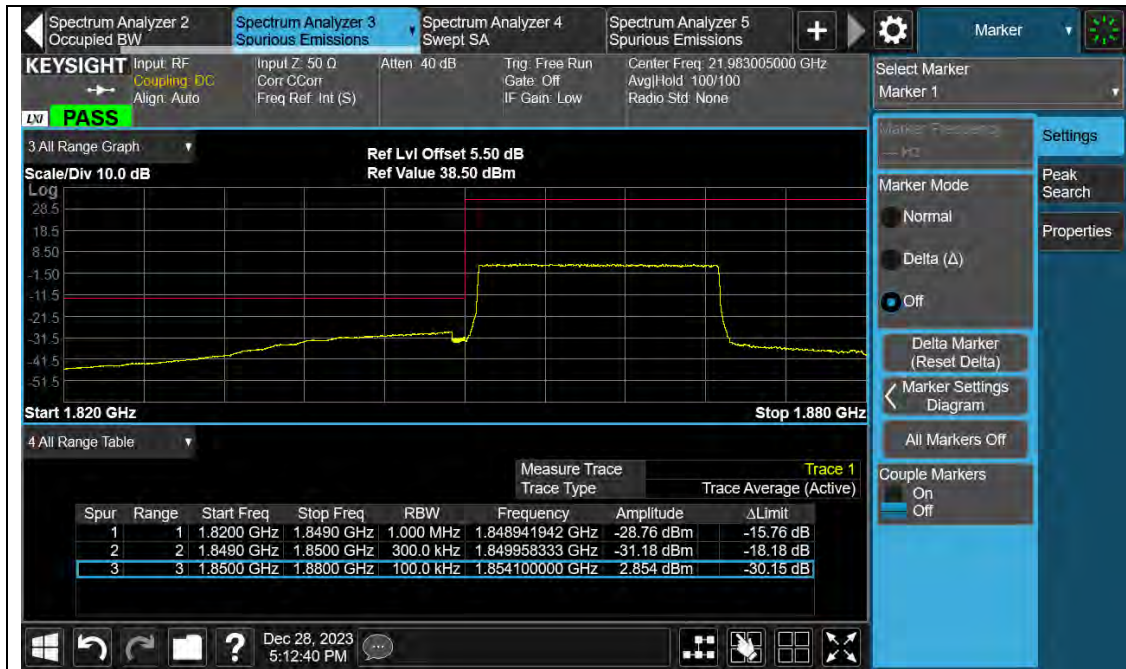 Spectrum Analyzer 2
Occupied BW
Spectrum Analyzer 3
Spurious Emissions
Spectrum Analyzer 4
Swept SA
Spectrum Analyzer 5
Spurious Emissions
+
Marker
KEYSIGHT
Input: RF
Coupling: DC
Align: Auto
Input Z: 50 Ω
Corr CCorr
Freq Ref: Int (S)
Atten: 40 dB
Trig: Free Run
Gate: Off
IF Gain: Low
Center Freq: 21.983005000 GHz
Avg|Hold: 100/100
Radio Std: None
LXI PASS
Select Marker
Marker 1
Marker Frequency
--- Hz
Settings
Peak Search
Properties
Marker Mode
Normal
Delta (Δ)
Off
Delta Marker
(Reset Delta)
Marker Settings
Diagram
All Markers Off
Couple Markers
On
Off
3 All Range Graph
Scale/Div 10.0 dB
Ref Lvl Offset 5.50 dB
Ref Value 38.50 dBm
Log
28.5
18.5
8.50
-1.50
-11.5
-21.5
-31.5
-41.5
-51.5
Start 1.820 GHz
Stop 1.880 GHz
4 All Range Table
Measure Trace Trace 1
Trace Type Trace Average (Active)
Spur Range Start Freq Stop Freq RBW Frequency Amplitude ΔLimit
1 1 1.8200 GHz 1.8490 GHz 1.000 MHz 1.848941942 GHz -28.76 dBm -15.76 dB
2 2 1.8490 GHz 1.8500 GHz 300.0 kHz 1.849958333 GHz -31.18 dBm -18.18 dB
3 3 1.8500 GHz 1.8800 GHz 100.0 kHz 1.854100000 GHz 2.854 dBm -30.15 dB
?
Dec 28, 2023
5:12:40 PM